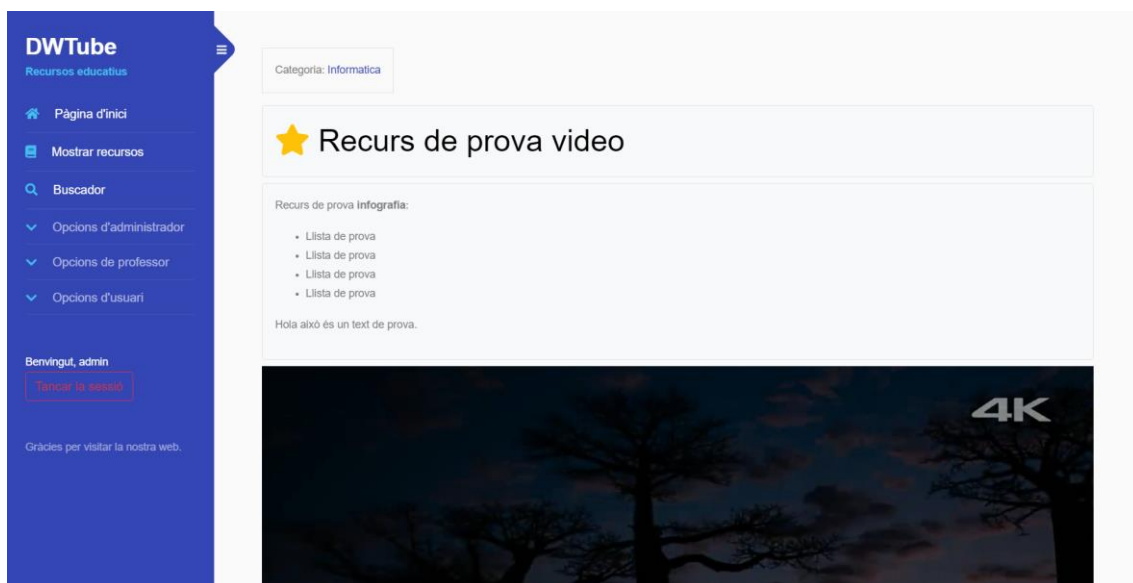 DWTube
Recursos educatius
Pàgina d'inici
Mostrar recursos
Buscador
Opcions d'administrador
Opcions de professor
Opcions d'usuari
Benvingut, admin
Tancar la sessió
Gràcies per visitar la nostra web.
Categoria: Informatica
Recurs de prova video
Recurs de prova infografia:
• Llista de prova
• Llista de prova
• Llista de prova
• Llista de prova
Hola aixó és un text de prova.
4K